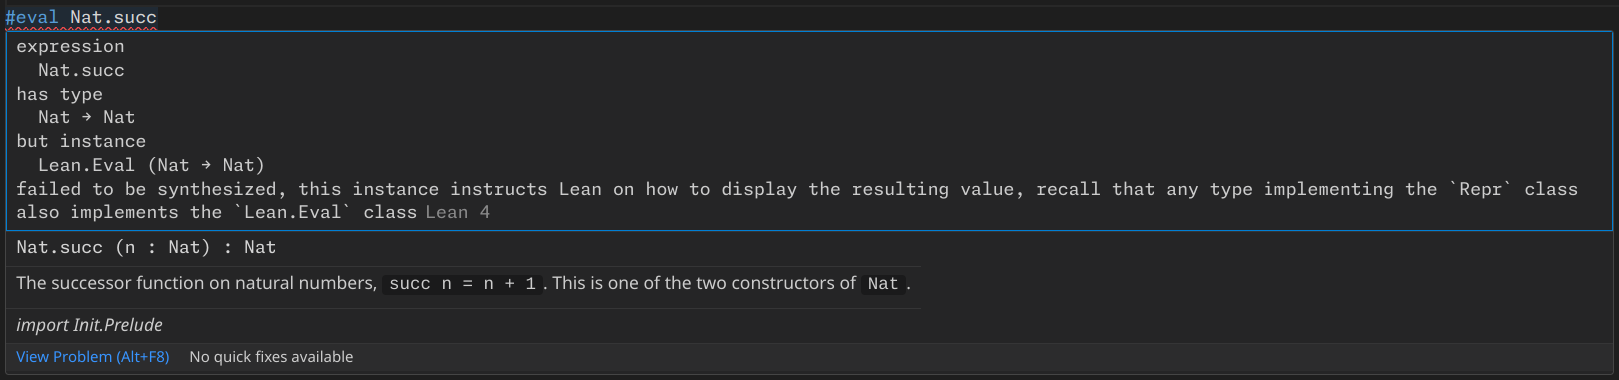 #eval Nat.succ
expression
  Nat.succ
has type
  Nat → Nat
but instance
  Lean.Eval (Nat → Nat)
failed to be synthesized, this instance instructs Lean on how to display the resulting value, recall that any type implementing the `Repr` class
also implements the `Lean.Eval` class Lean 4
Nat.succ (n : Nat) : Nat
The successor function on natural numbers, succ n = n + 1. This is one of the two constructors of Nat.
import Init.Prelude
View Problem (Alt+F8) No quick fixes available